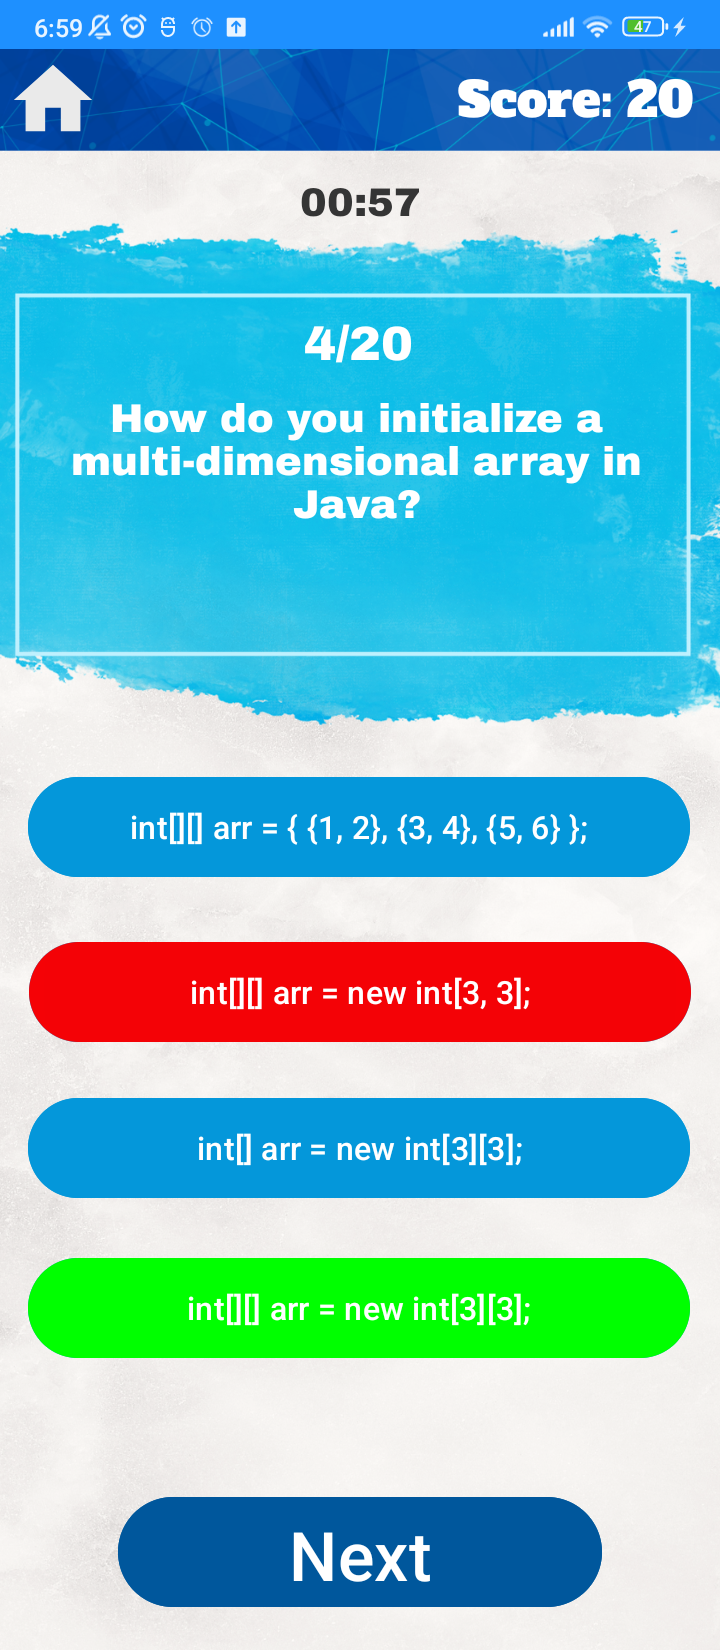 6:59
47
Score: 20
00:57
4/20
How do you initialize a
multi-dimensional array in
Java?
int[][] arr = { {1, 2}, {3, 4}, {5, 6} };
int[][] arr = new int[3, 3];
int[] arr = new int[3][3];
int[][] arr = new int[3][3];
Next